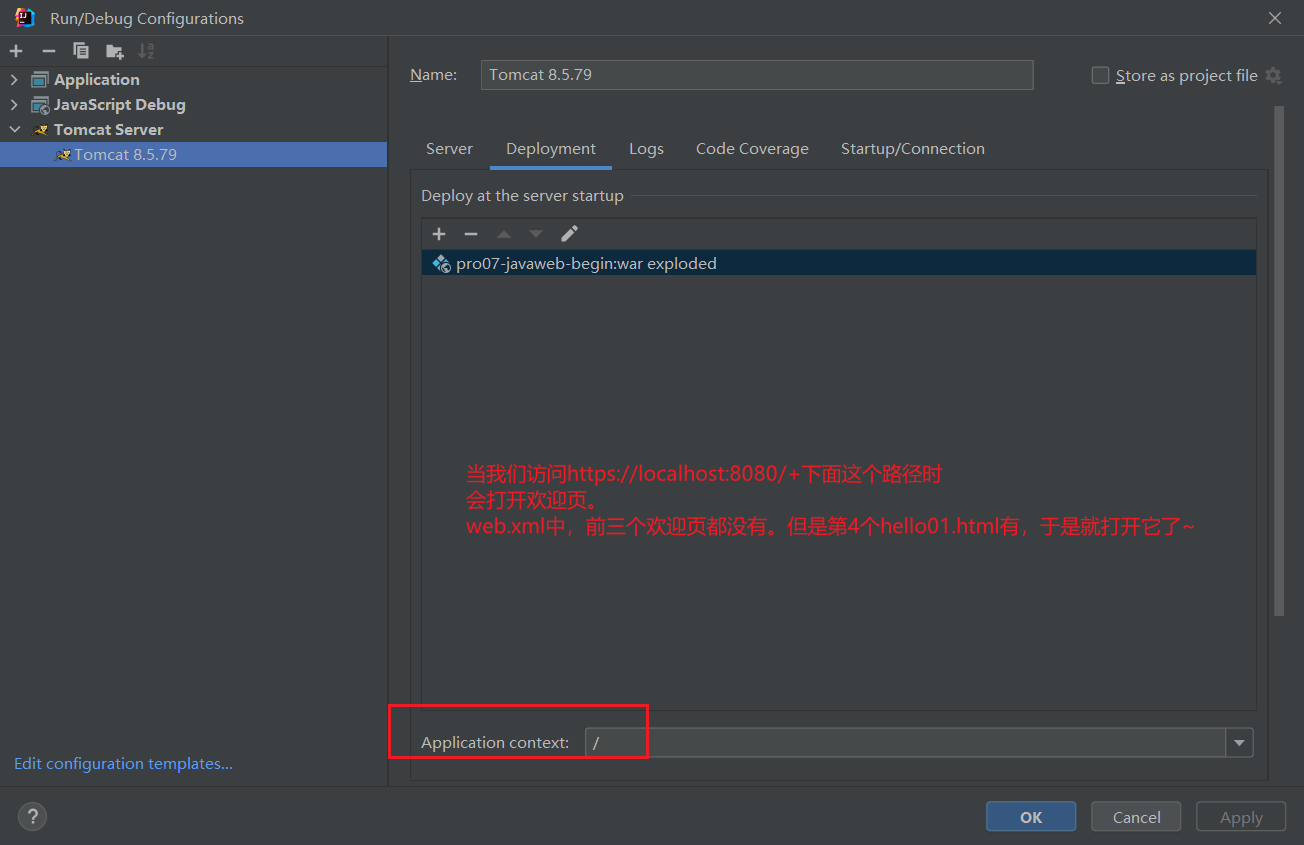 Run/Debug Configurations
Application
JavaScript Debug
Tomcat Server
Tomcat 8.5.79
Edit configuration templates...
Name:
Tomcat 8.5.79
Store as project file
Server
Deployment
Logs
Code Coverage
Startup/Connection
Deploy at the server startup
pro07-javaweb-begin:war exploded
当我们访问https://localhost:8080/+下面这个路径时
会打开欢迎页。
web.xml中，前三个欢迎页都没有。但是第4个hello01.html有，于是就打开它了~
Application context:
/
?
OK
Cancel
Apply